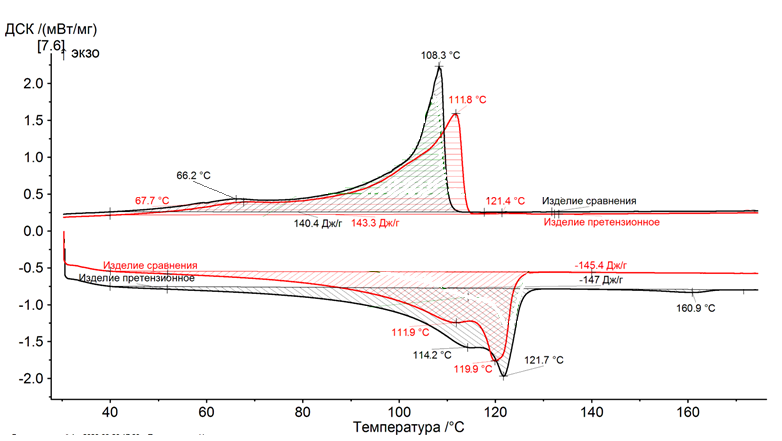 ДСК /(мВт/мг)
[7.6] ЭКЗО
108.3 °C
2.0
111.8 °C
1.5
1.0
66.2 °C
0.5
67.7 °C
121.4 °C
Изделие сравнения
140.4 Дж/г 143.3 Дж/г
Изделие претензионное
0.0
Изделие сравнения
-145.4 Дж/г
-0.5
Изделие претензионное
-147 Дж/г
-1.0
160.9 °C
111.9 °C
-1.5
114.2 °C
119.9 °C
121.7 °C
-2.0
40 60 80 100 120 140 160
Температура /°C